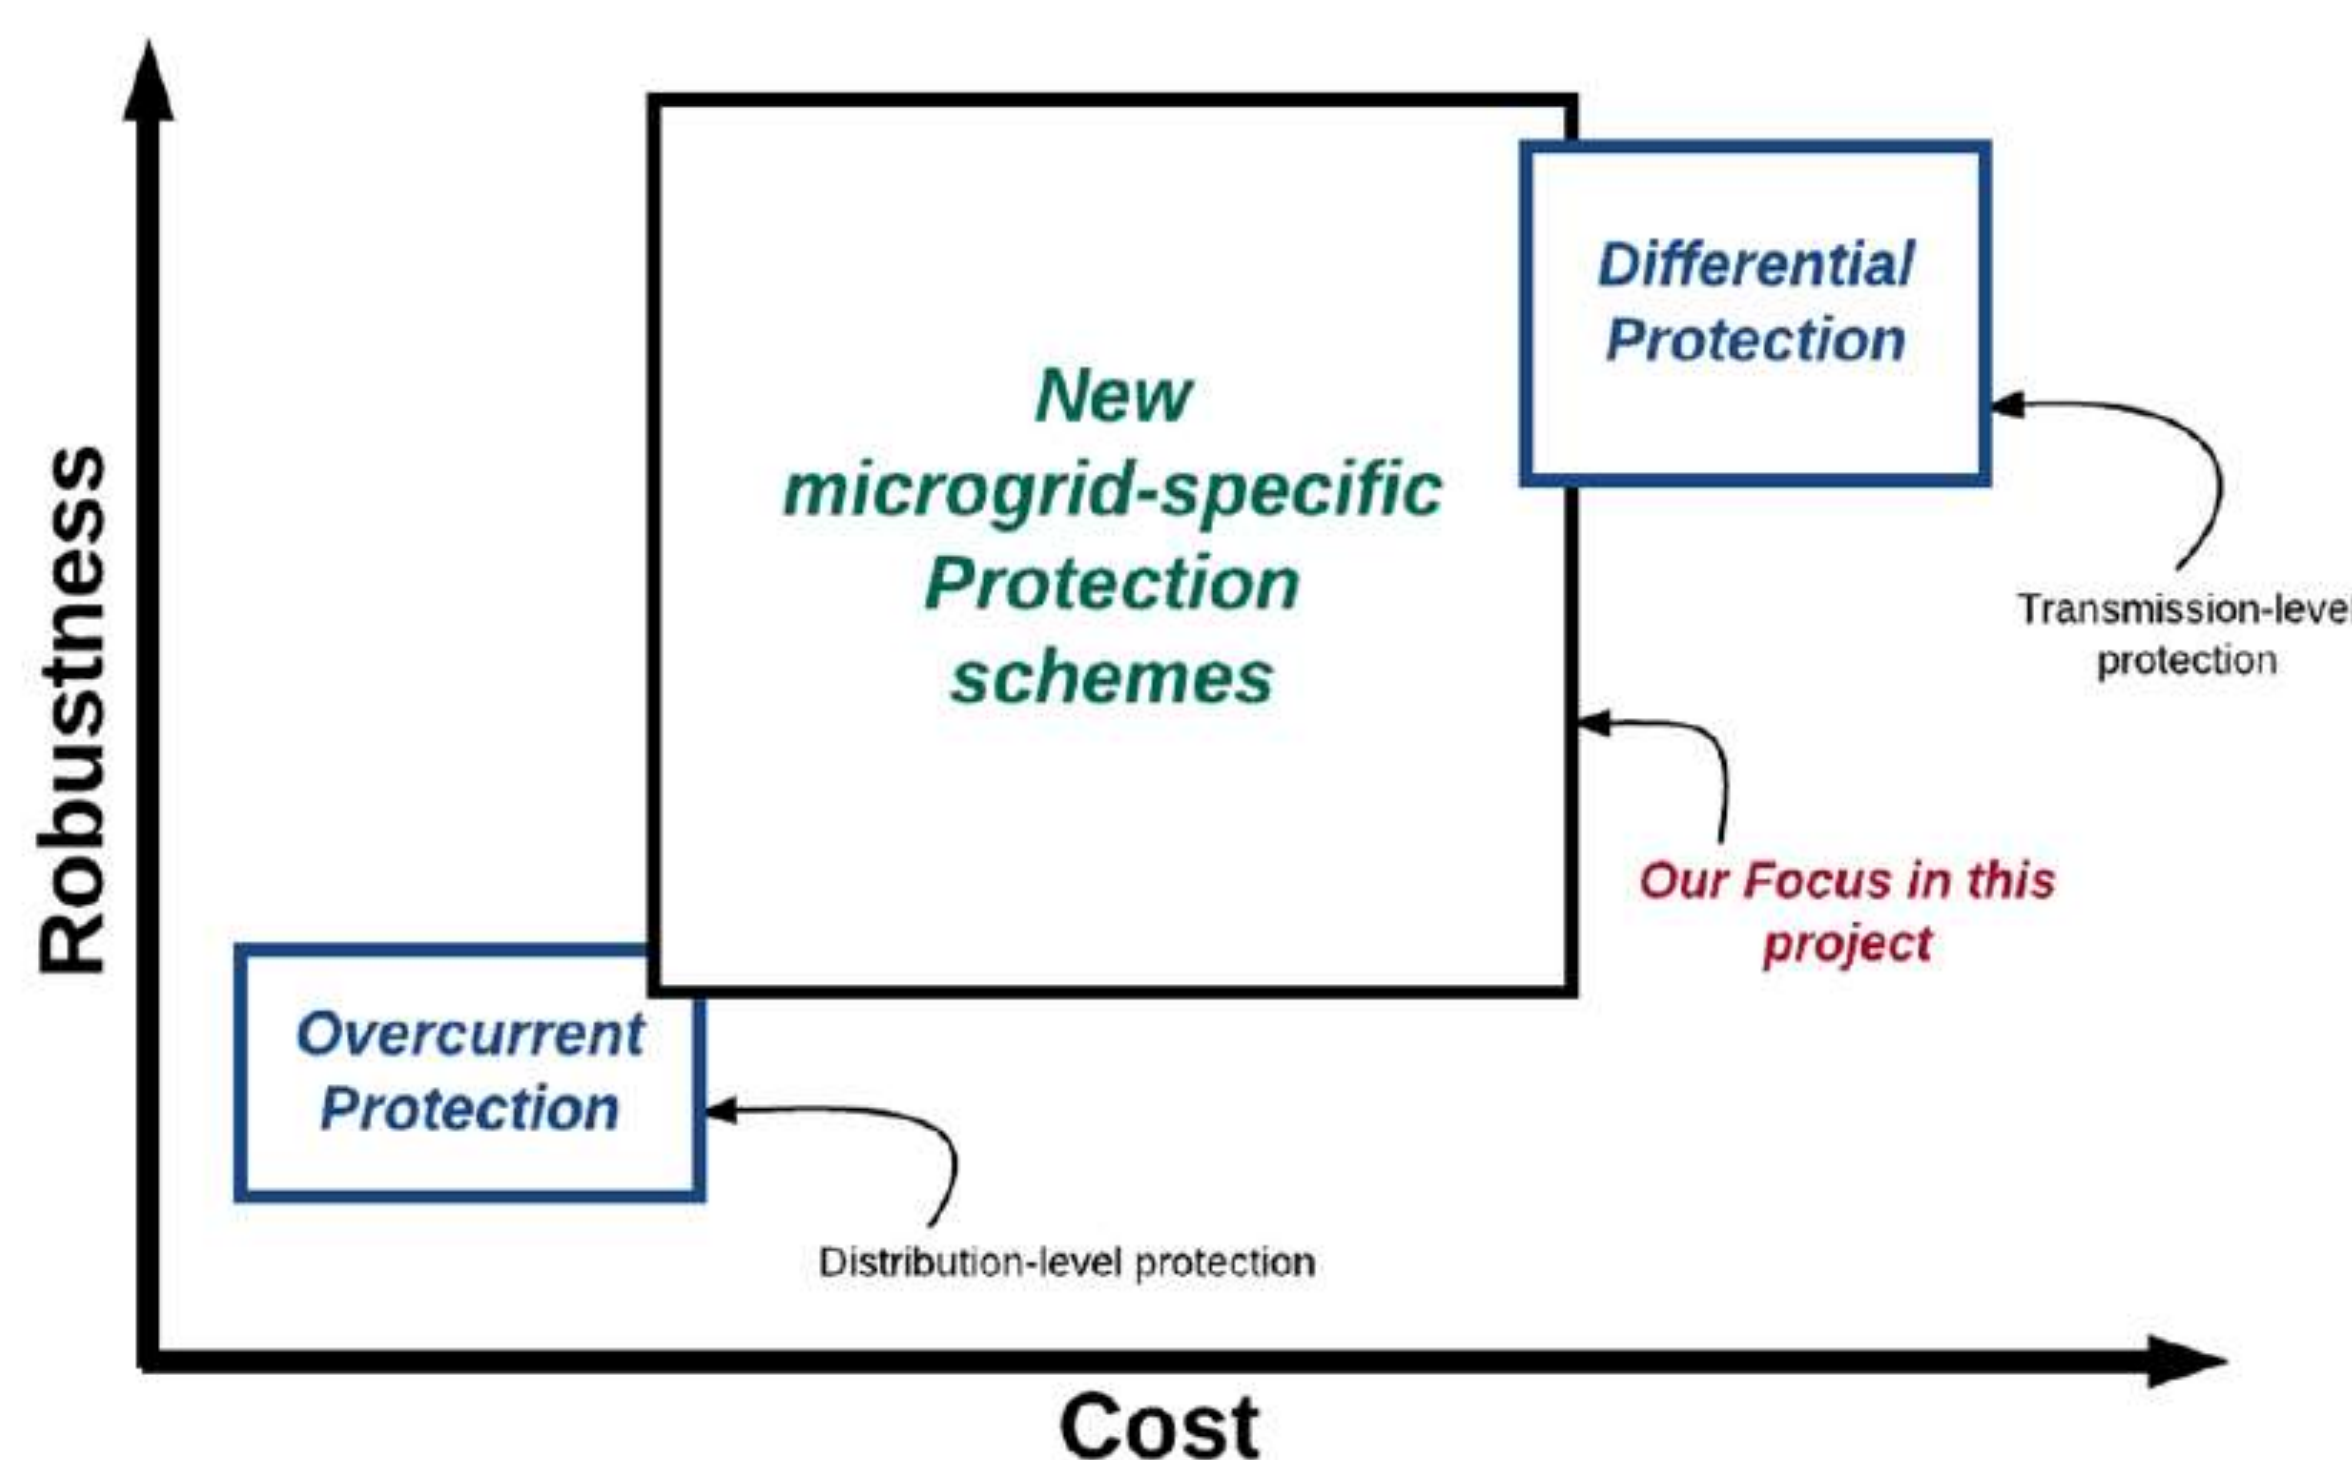 Robustness
New
microgrid-specific
Protection
schemes
Differential
Protection
Transmission-level
protection
Our Focus in this
project
Overcurrent
Protection
Distribution-level protection
Cost